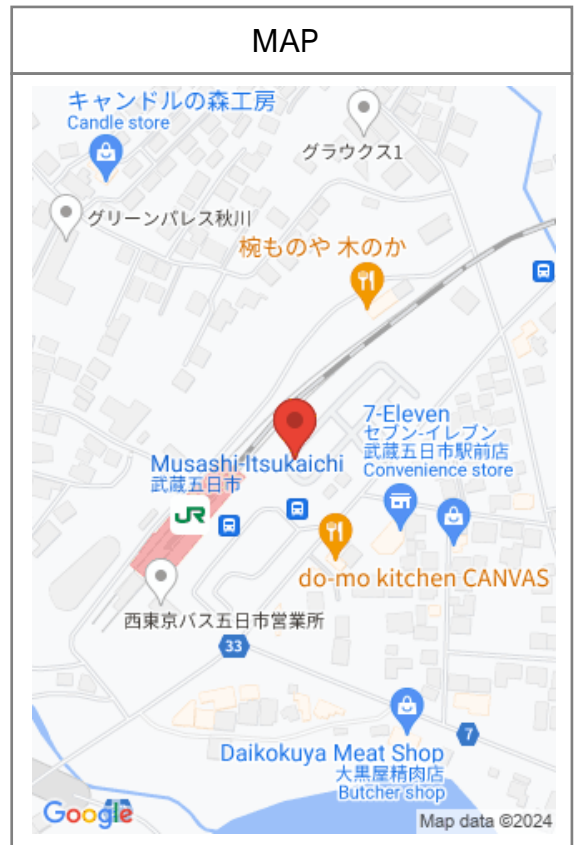 MAP
キャンドルの森工房
Candle store
グラウクス1
グリーンパレス秋川
椀ものや 木のか
7-Eleven
セブン-イレブン
武蔵五日市駅前店
Convenience store
Musashi-Itsukaichi
武蔵五日市
JR
do-mo kitchen CANVAS
西東京バス五日市営業所
33
7
Daikokuya Meat Shop
大黒屋精肉店
Butcher shop
Google
Map data ©2024